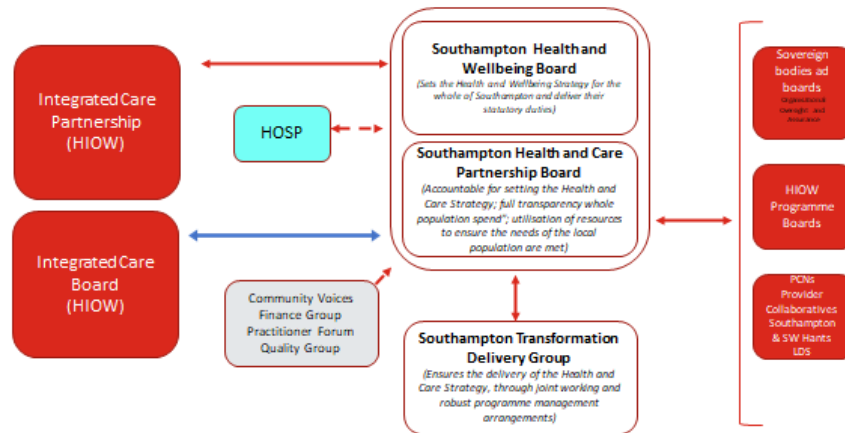 Integrated Care
Partnership
(HIOW)
Integrated Care
Board
(HIOW)
HOSP
Community Voices
Finance Group
Practitioner Forum
Quality Group
Southampton Health and
Wellbeing Board
(Sets the Health and Wellbeing Strategy for the
whole of Southampton and deliver their
statutory duties)
Southampton Health and Care
Partnership Board
(Accountable for setting the Health and
Care Strategy; full transparency whole
population spend"; utilisation of resources
to ensure the needs of the local
population are met)
Southampton Transformation
Delivery Group
(Ensures the delivery of the Health and
Care Strategy, through joint working and
robust programme management
arrangements)
Sovereign
bodies ad
boards
Organisational
Oversight and
Assurance
HIOW
Programme
Boards
PCNs
Provider
Collaboratives
Southampton
& SW Hants
LDS